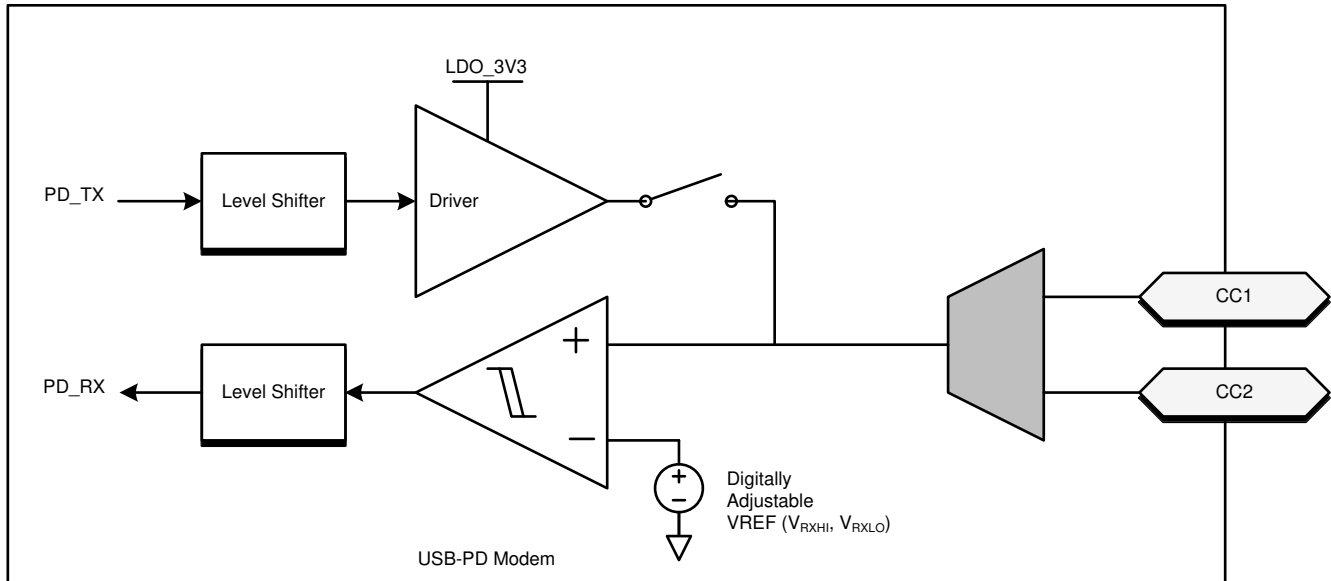 LDO_3V3
PD_TX
Level Shifter
Driver
CC1
+
PD_RX
Level Shifter
CC2
−
+
−
Digitally
Adjustable
VREF (VRXHI, VRXLO)
USB-PD Modem